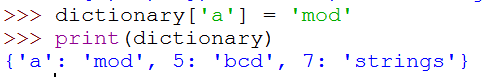 >>> dictionary['a'] = 'mod'
>>> print(dictionary)
{'a': 'mod', 5: 'bcd', 7: 'strings'}